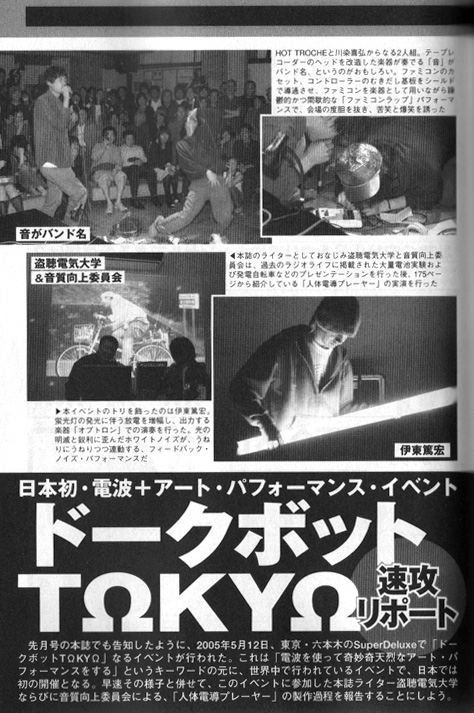 HOT TROCHEと川染喜弘からなる2人組。テープレ
コーダーのヘッドを改造した楽器が奏でる「音」が
バンド名、というのがおもしろい。ファミコンのカ
セット、コントローラーのむきだし基板をシールド
で導通させ、ファミコンを楽器として用いながら躁
鬱的かつ間歇的な「ファミコンラップ」パフォーマ
ンスで、会場の度胆を抜き、苦笑と爆笑を誘った
音がバンド名
盗聴電気大学
&音質向上委員会
◀本誌のライターとしておなじみ盗聴電気大学と音質向上委
員会は、過去のラジオライフに掲載された大量電池実験およ
び発電自転車などのプレゼンテーションを行った後、175ペー
ジから紹介している「人体電導プレーヤー」の実演を行った
▶本イベントのトリを飾ったのは伊東篤宏。
蛍光灯の発光に伴う放電を増幅し、出力する
楽器「オプトロン」での演奏を行った。光の
明滅と鋭利に歪んだホワイトノイズが、うね
りにうねりつつ連動する、フィードバック・
ノイズ・パフォーマンスだ
伊東篤宏
日本初・電波+アート・パフォーマンス・イベント
ドークボット
TΩKYΩ
速攻
リポート
先月号の本誌でも告知したように、2005年5月12日、東京・六本木のSuperDeluxeで「ドー
クボットTΩKYΩ」なるイベントが行われた。これは「電波を使って奇妙奇天烈なアート・パ
フォーマンスをする」というキーワードの元に、世界中で行われているイベントで、日本では
初の開催となる。早速その様子と併せて、このイベントに参加した本誌ライター盗聴電気大学
ならびに音質向上委員会による、「人体電導プレーヤー」の製作過程を報告することにしよう。